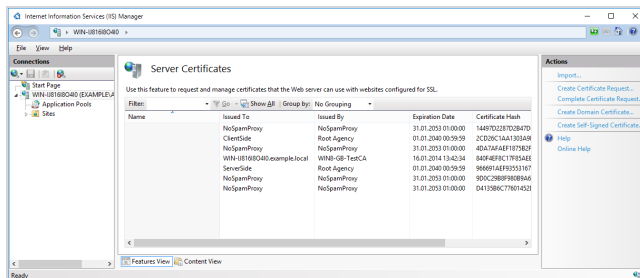 Internet Information Services (IIS) Manager
WIN-IJ816I8O4I0
File View Help
Connections
Start Page
WIN-IJ816I8O4I0 (EXAMPLE\A
Application Pools
Sites
Server Certificates
Use this feature to request and manage certificates that the Web server can use with websites configured for SSL.
Filter: Go Show All Group by: No Grouping
Name Issued To Issued By Expiration Date Certificate Hash
NoSpamProxy NoSpamProxy 31.01.2053 01:00:00 14497D2287D2B47D
ClientSide Root Agency 01.01.2040 00:59:59 2CD26C1AA1303A9
NoSpamProxy NoSpamProxy 31.01.2053 01:00:00 4DA7AFAEF1875B2F
WIN-IJ816I8O4I0.example.local WIN8-GB-TestCA 16.01.2014 13:42:34 840F4EF8C17F85AEE
ServerSide Root Agency 01.01.2040 00:59:59 966691AEF93553167
NoSpamProxy NoSpamProxy 31.01.2053 01:00:00 9D0C29B8F980B9A6
NoSpamProxy NoSpamProxy 31.01.2053 01:00:00 D4135B6C77601452
Features View Content View
Actions
Import...
Create Certificate Request...
Complete Certificate Request...
Create Domain Certificate...
Create Self-Signed Certificate...
Help
Online Help
Ready